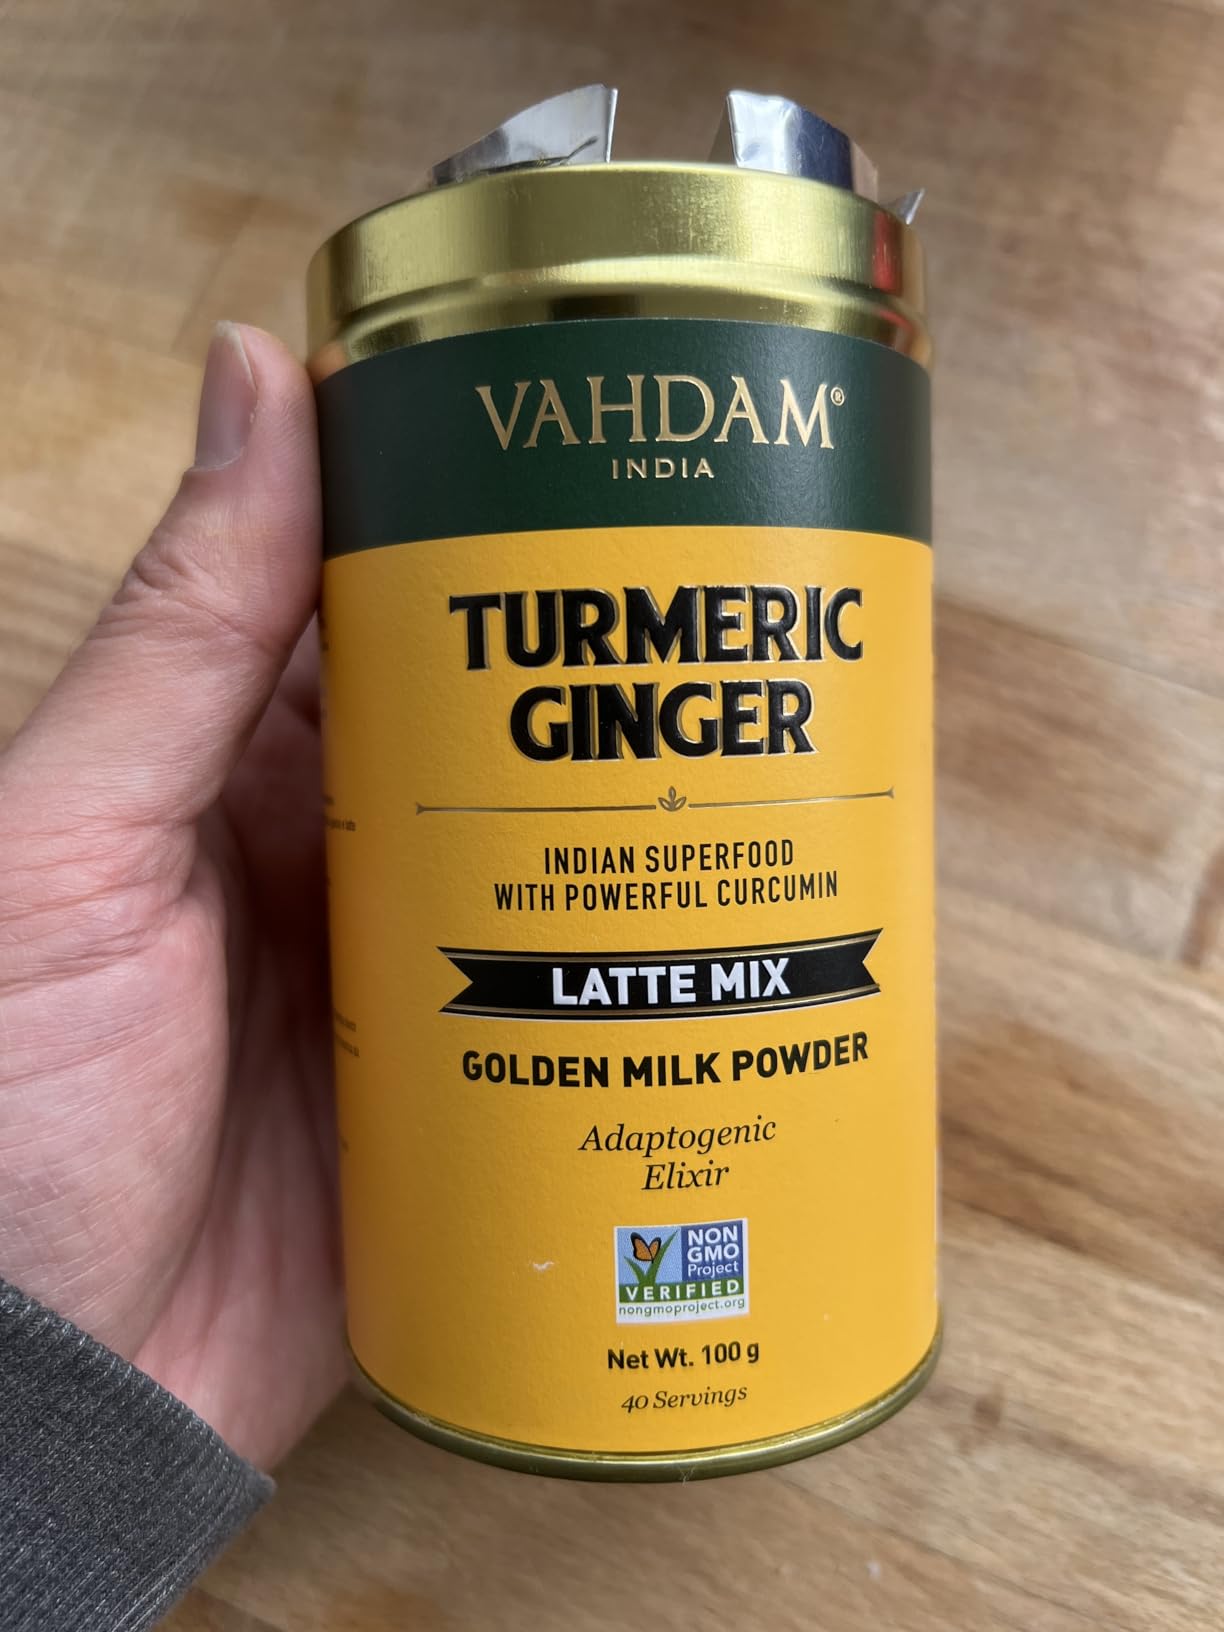 VAHDAM®
INDIA
TURMERIC
GINGER
INDIAN SUPERFOOD
WITH POWERFUL CURCUMIN
LATTE MIX
GOLDEN MILK POWDER
Adaptogenic
Elixir
NON
GMO
Project
VERIFIED
nongmoproject.org
Net Wt. 100 g
40 Servings